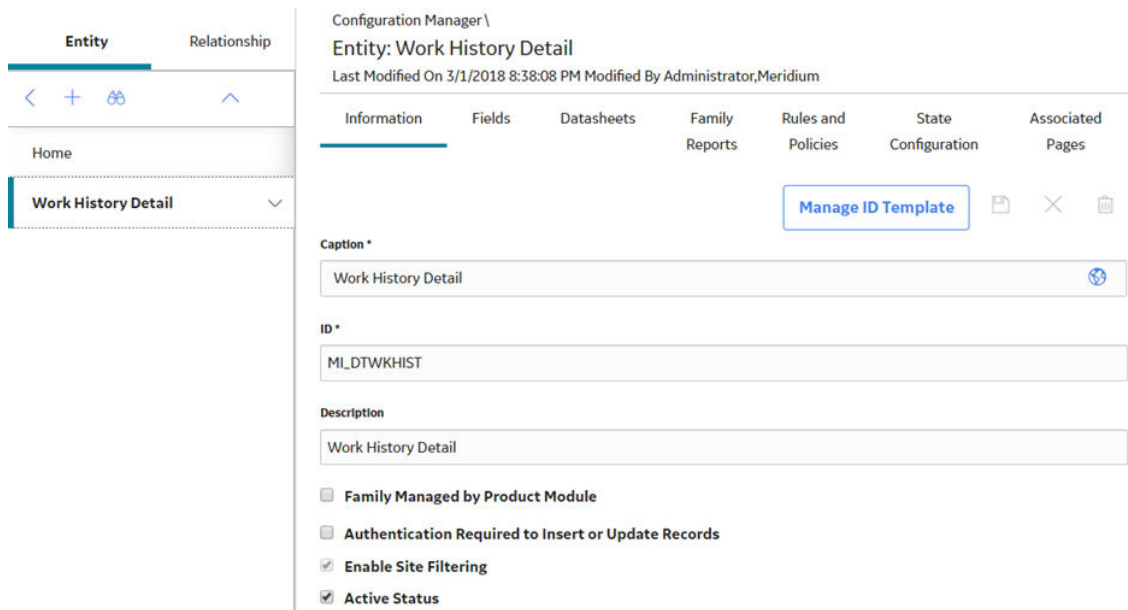 Entity Relationship
Home
Work History Detail
Configuration Manager\
Entity: Work History Detail
Last Modified On 3/1/2018 8:38:08 PM Modified By Administrator,Meridium
Information Fields Datasheets Family Reports Rules and Policies State Configuration Associated Pages
Manage ID Template
Caption *
Work History Detail
ID *
MI_DTWKHIST
Description
Work History Detail
Family Managed by Product Module
Authentication Required to Insert or Update Records
Enable Site Filtering
Active Status